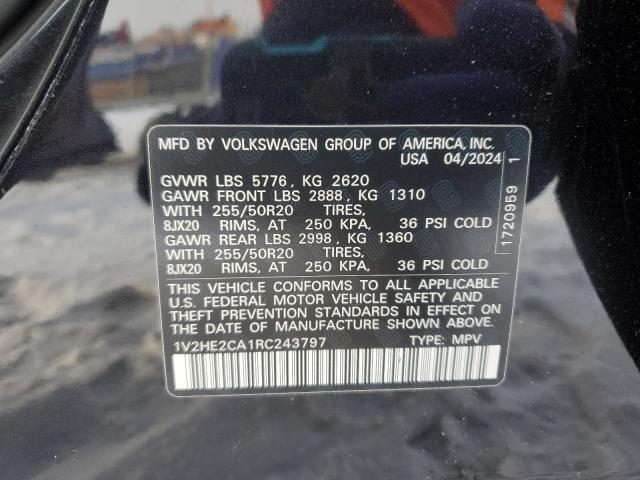 MFD BY VOLKSWAGEN GROUP OF AMERICA, INC.
USA 04/2024
GVWR LBS 5776, KG 2620
GAWR FRONT LBS 2888, KG 1310
WITH 255/50R20 TIRES,
8JX20 RIMS, AT 250 KPA, 36 PSI COLD
GAWR REAR LBS 2998, KG 1360
WITH 255/50R20 TIRES,
8JX20 RIMS, AT 250 KPA, 36 PSI COLD
THIS VEHICLE CONFORMS TO ALL APPLICABLE
U.S. FEDERAL MOTOR VEHICLE SAFETY AND
THEFT PREVENTION STANDARDS IN EFFECT ON
THE DATE OF MANUFACTURE SHOWN ABOVE.
1V2HE2CA1RC243797 TYPE: MPV
1720959 1